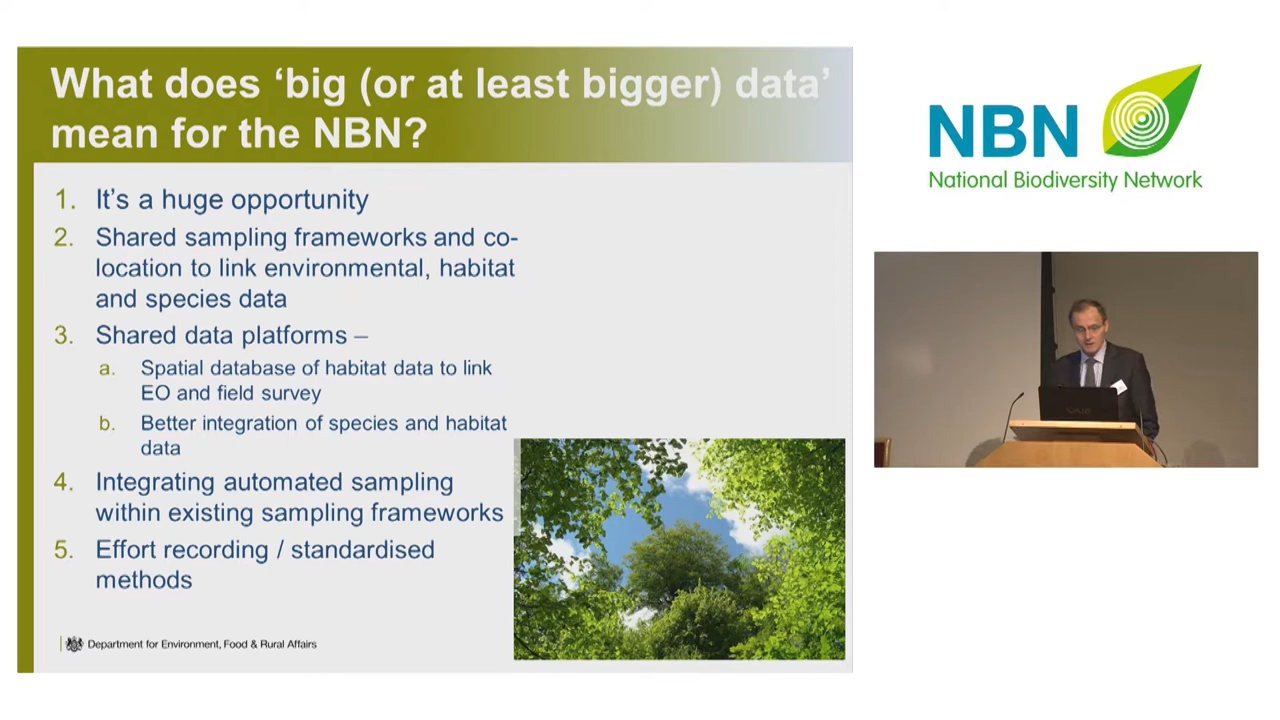 What does ‘big (or at least bigger) data’
mean for the NBN?
1. It’s a huge opportunity
2. Shared sampling frameworks and co-
location to link environmental, habitat
and species data
3. Shared data platforms –
a. Spatial database of habitat data to link
EO and field survey
b. Better integration of species and habitat
data
4. Integrating automated sampling
within existing sampling frameworks
5. Effort recording / standardised
methods
Department for Environment, Food & Rural Affairs
NBN
National Biodiversity Network